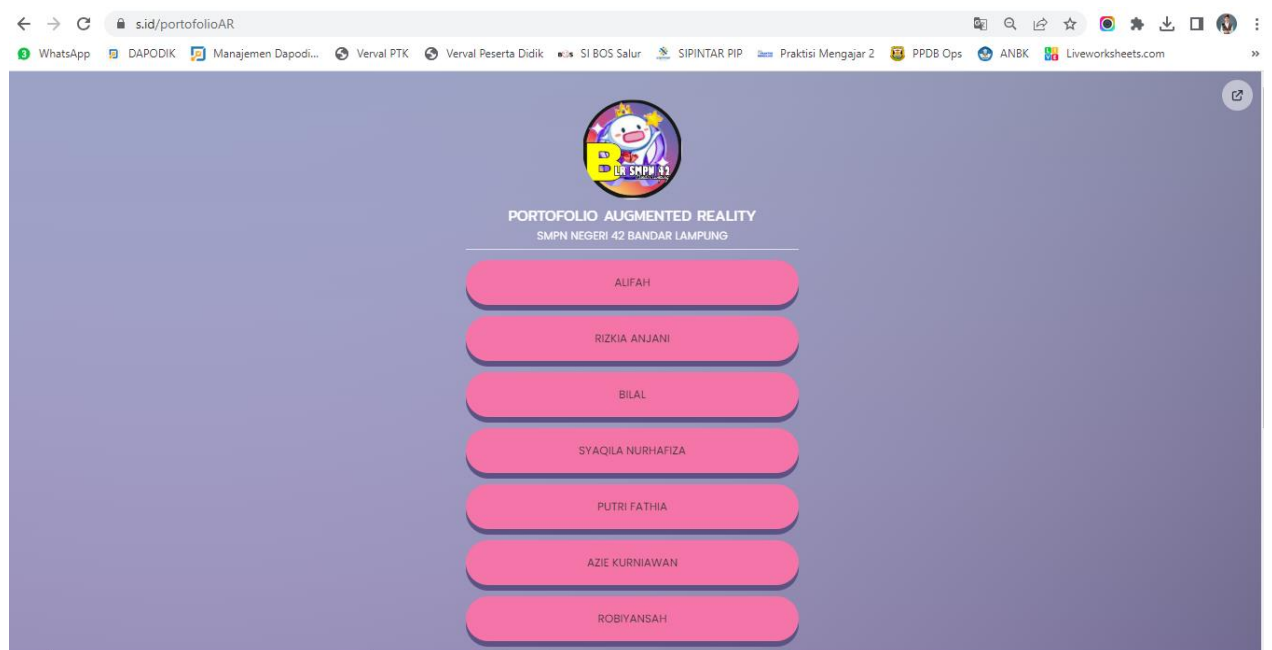 s.id/portofolioAR
WhatsApp DAPODIK Manajemen Dapodi... Verval PTK Verval Peserta Didik SI BOS Salur SIPINTAR PIP Praktisi Mengajar 2 PPDB Ops ANBK Liveworksheets.com »
B LR SMPN 42
PORTOFOLIO AUGMENTED REALITY
SMPN NEGERI 42 BANDAR LAMPUNG
ALIFAH
RIZKIA ANJANI
BILAL
SYAQILA NURHAFIZA
PUTRI FATHIA
AZIE KURNIAWAN
ROBIYANSAH